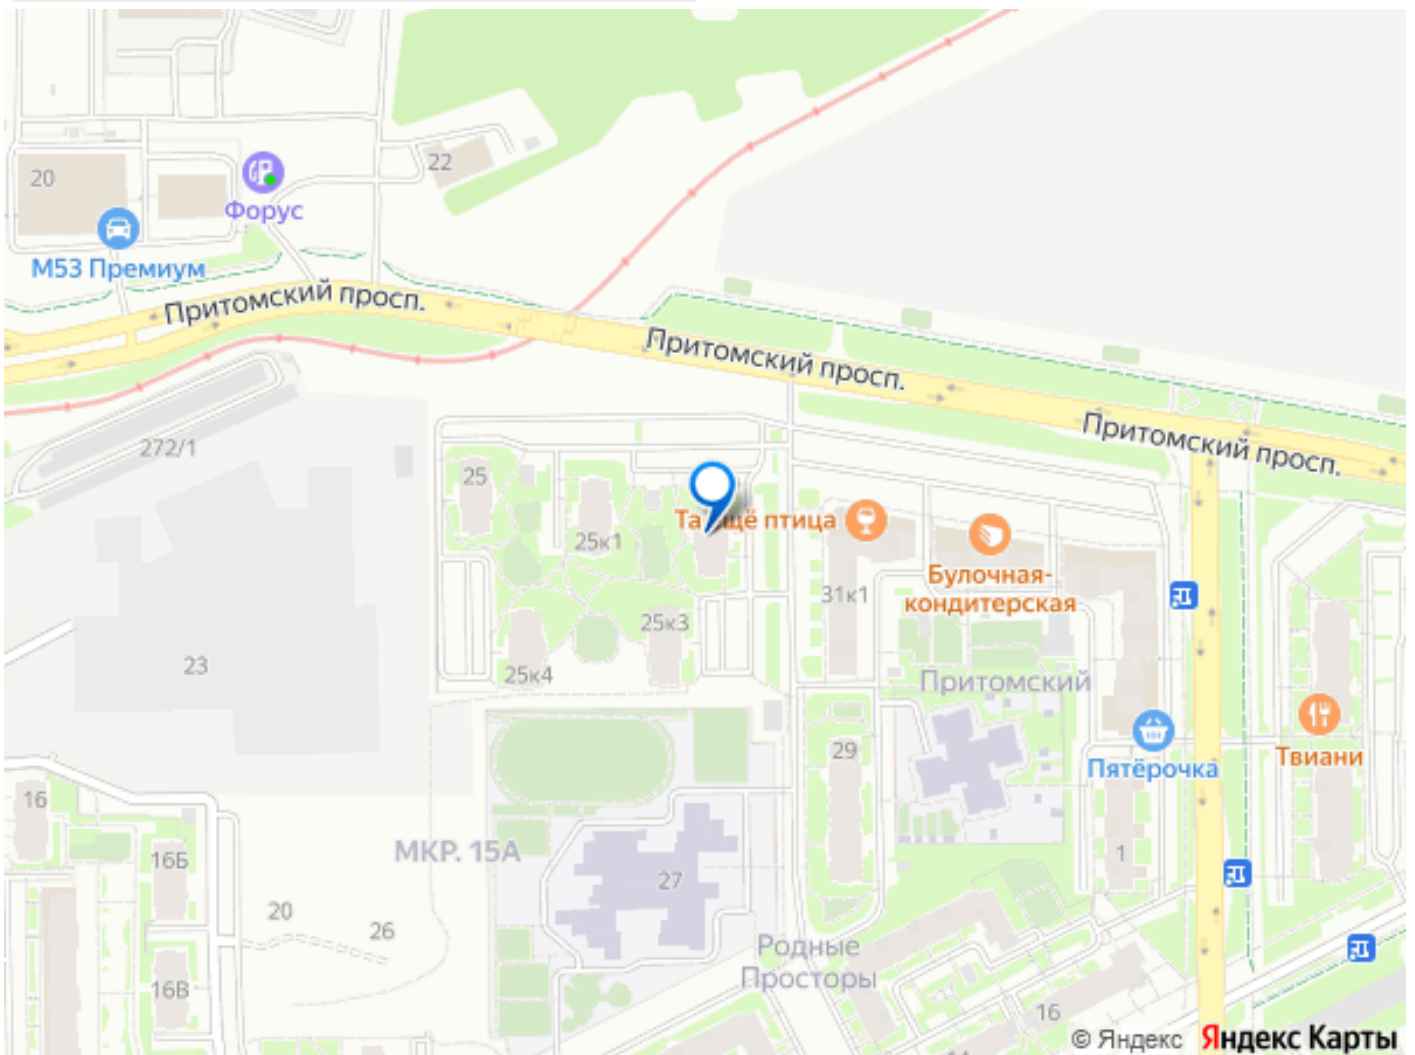 22
20
Форус
М53 Премиум
Притомский просп.
Притомский просп.
Притомский просп.
272/1
25
25к1
Та ещё птица
Булочная-
кондитерская
31к1
25к3
25к4
23
Притомский
29
Пятёрочка
Твиани
16
МКР. 15А
16Б
1
27
20
26
Родные
Просторы
16В
16
© Яндекс Яндекс Карты